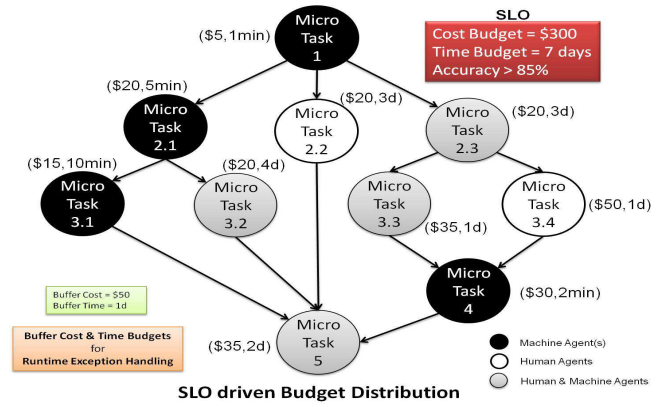 SLO
Cost Budget = $300
Time Budget = 7 days
Accuracy > 85%
($5,1min)
Micro
Task
1
($20,5min)
Micro
Task
2.1
($20,3d)
Micro
Task
2.2
($20,3d)
Micro
Task
2.3
($15,10min)
Micro
Task
3.1
($20,4d)
Micro
Task
3.2
Micro
Task
3.3
($35,1d)
Micro
Task
3.4
($50,1d)
Micro
Task
4
($30,2min)
Micro
Task
5
($35,2d)
Buffer Cost = $50
Buffer Time = 1d
Buffer Cost & Time Budgets
for
Runtime Exception Handling
Machine Agent(s)
Human Agents
Human & Machine Agents
SLO driven Budget Distribution